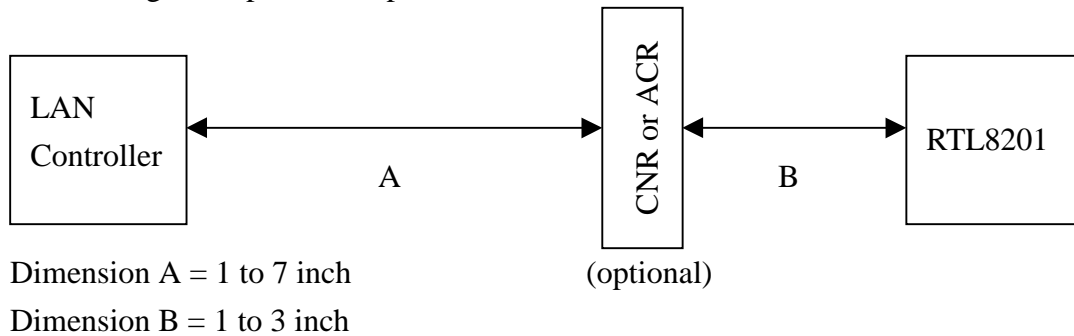 LAN
Controller
A
CNR or ACR
B
RTL8201
Dimension A = 1 to 7 inch
(optional)
Dimension B = 1 to 3 inch